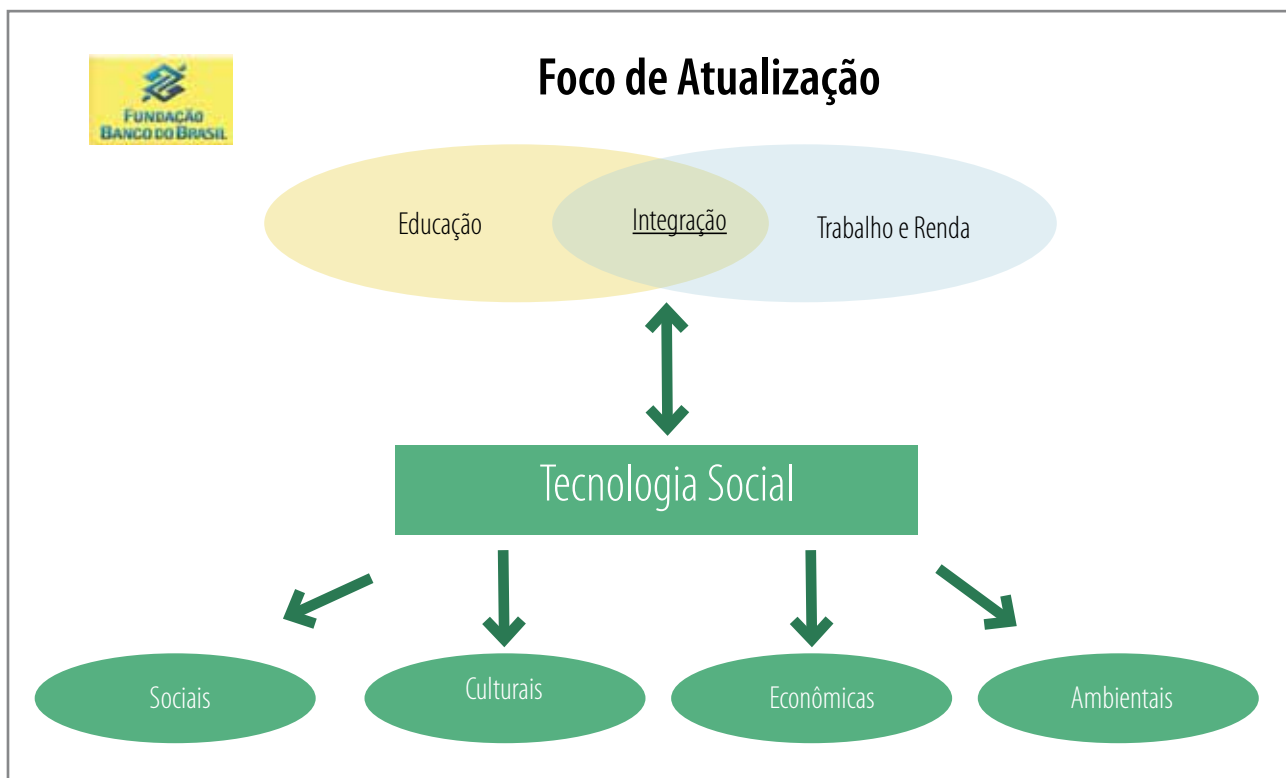 Foco de Atualização
FUNDAÇÃO
BANCO DO BRASIL
Educação
Integração
Trabalho e Renda
Tecnologia Social
Sociais
Culturais
Econômicas
Ambientais